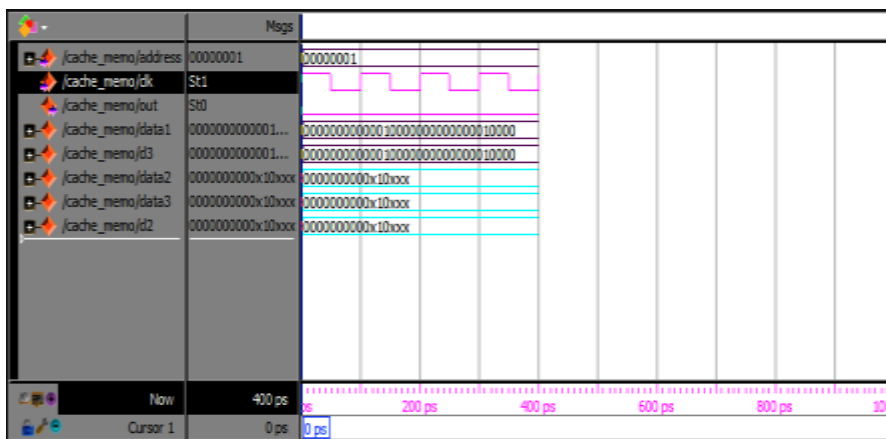 Msgs
/cache_memo/address 00000001 00000001
/cache_memo/clk St1
/cache_memo/out St0
/cache_memo/data1 0000000000001... 00000000000010000000000000010000
/cache_memo/d3 0000000000001... 00000000000010000000000000010000
/cache_memo/data2 0000000000x10xxx 0000000000x10xxx
/cache_memo/data3 0000000000x10xxx 0000000000x10xxx
/cache_memo/d2 0000000000x10xxx 0000000000x10xxx
Now 400 ps ps 200 ps 400 ps 600 ps 800 ps 10
Cursor 1 0 ps 0 ps